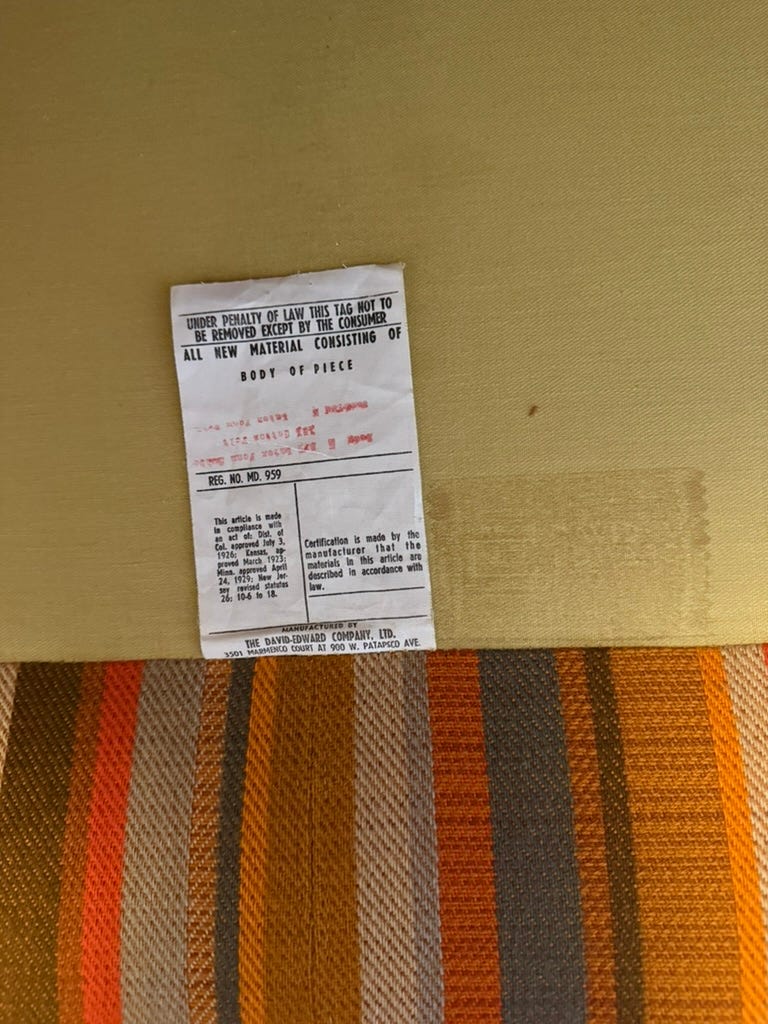 UNDER PENALTY OF LAW THIS TAG NOT TO
BE REMOVED EXCEPT BY THE CONSUMER
ALL NEW MATERIAL CONSISTING OF
BODY OF PIECE
REG. NO. MD. 959
This article is made
in compliance with
an act of: Dist. of
Col. approved July 3,
1926; Kansas, ap-
proved March 1923;
Minn. approved April
24, 1929; New Jer-
sey revised statutes
26: 10-6 to 18.
Certification is made by the
manufacturer that the
materials in this article are
described in accordance with
law.
MANUFACTURED BY
THE DAVID-EDWARD COMPANY, LTD.
3501 MARMENCO COURT AT 900 W. PATAPSCO AVE.